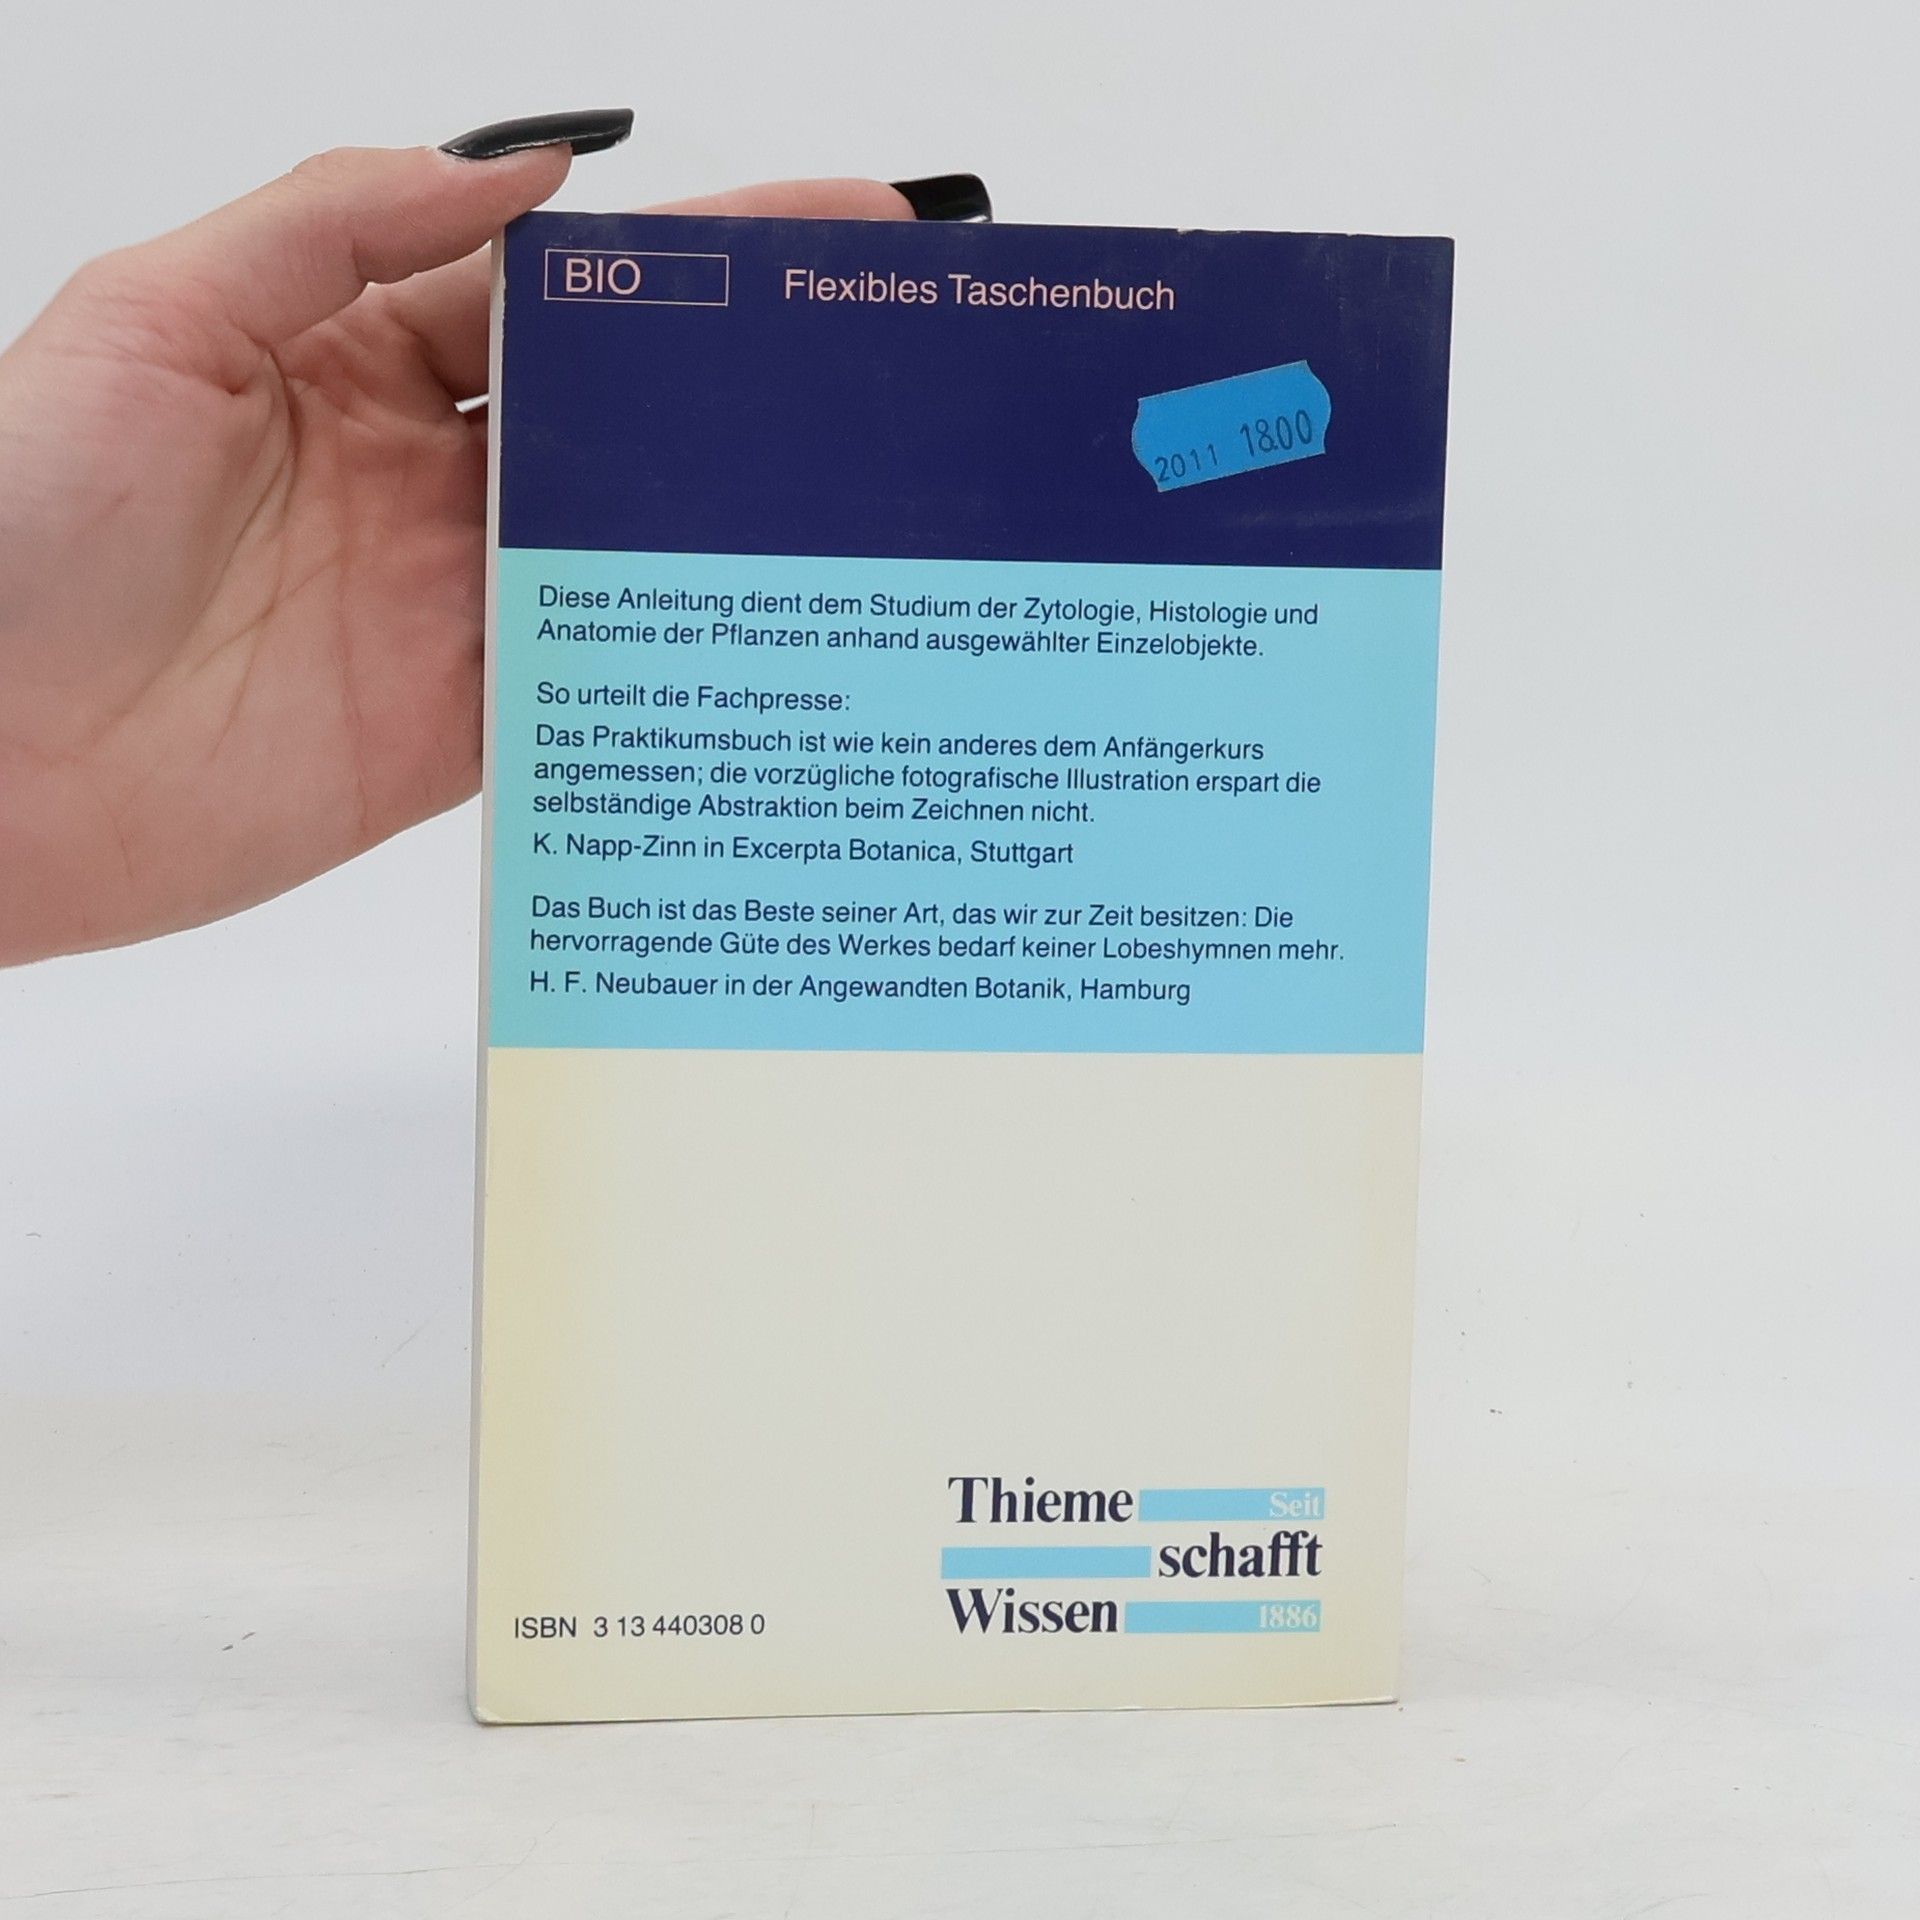 BIO
Flexibles Taschenbuch
2011 18.00
Diese Anleitung dient dem Studium der Zytologie, Histologie und
Anatomie der Pflanzen anhand ausgewählter Einzelobjekte.
So urteilt die Fachpresse:
Das Praktikumsbuch ist wie kein anderes dem Anfängerkurs
angemessen; die vorzügliche fotografische Illustration erspart die
selbständige Abstraktion beim Zeichnen nicht.
K. Napp-Zinn in Excerpta Botanica, Stuttgart
Das Buch ist das Beste seiner Art, das wir zur Zeit besitzen: Die
hervorragende Güte des Werkes bedarf keiner Lobeshymnen mehr.
H. F. Neubauer in der Angewandten Botanik, Hamburg
Thieme Seit
schafft
Wissen 1886
ISBN 3 13 440308 0